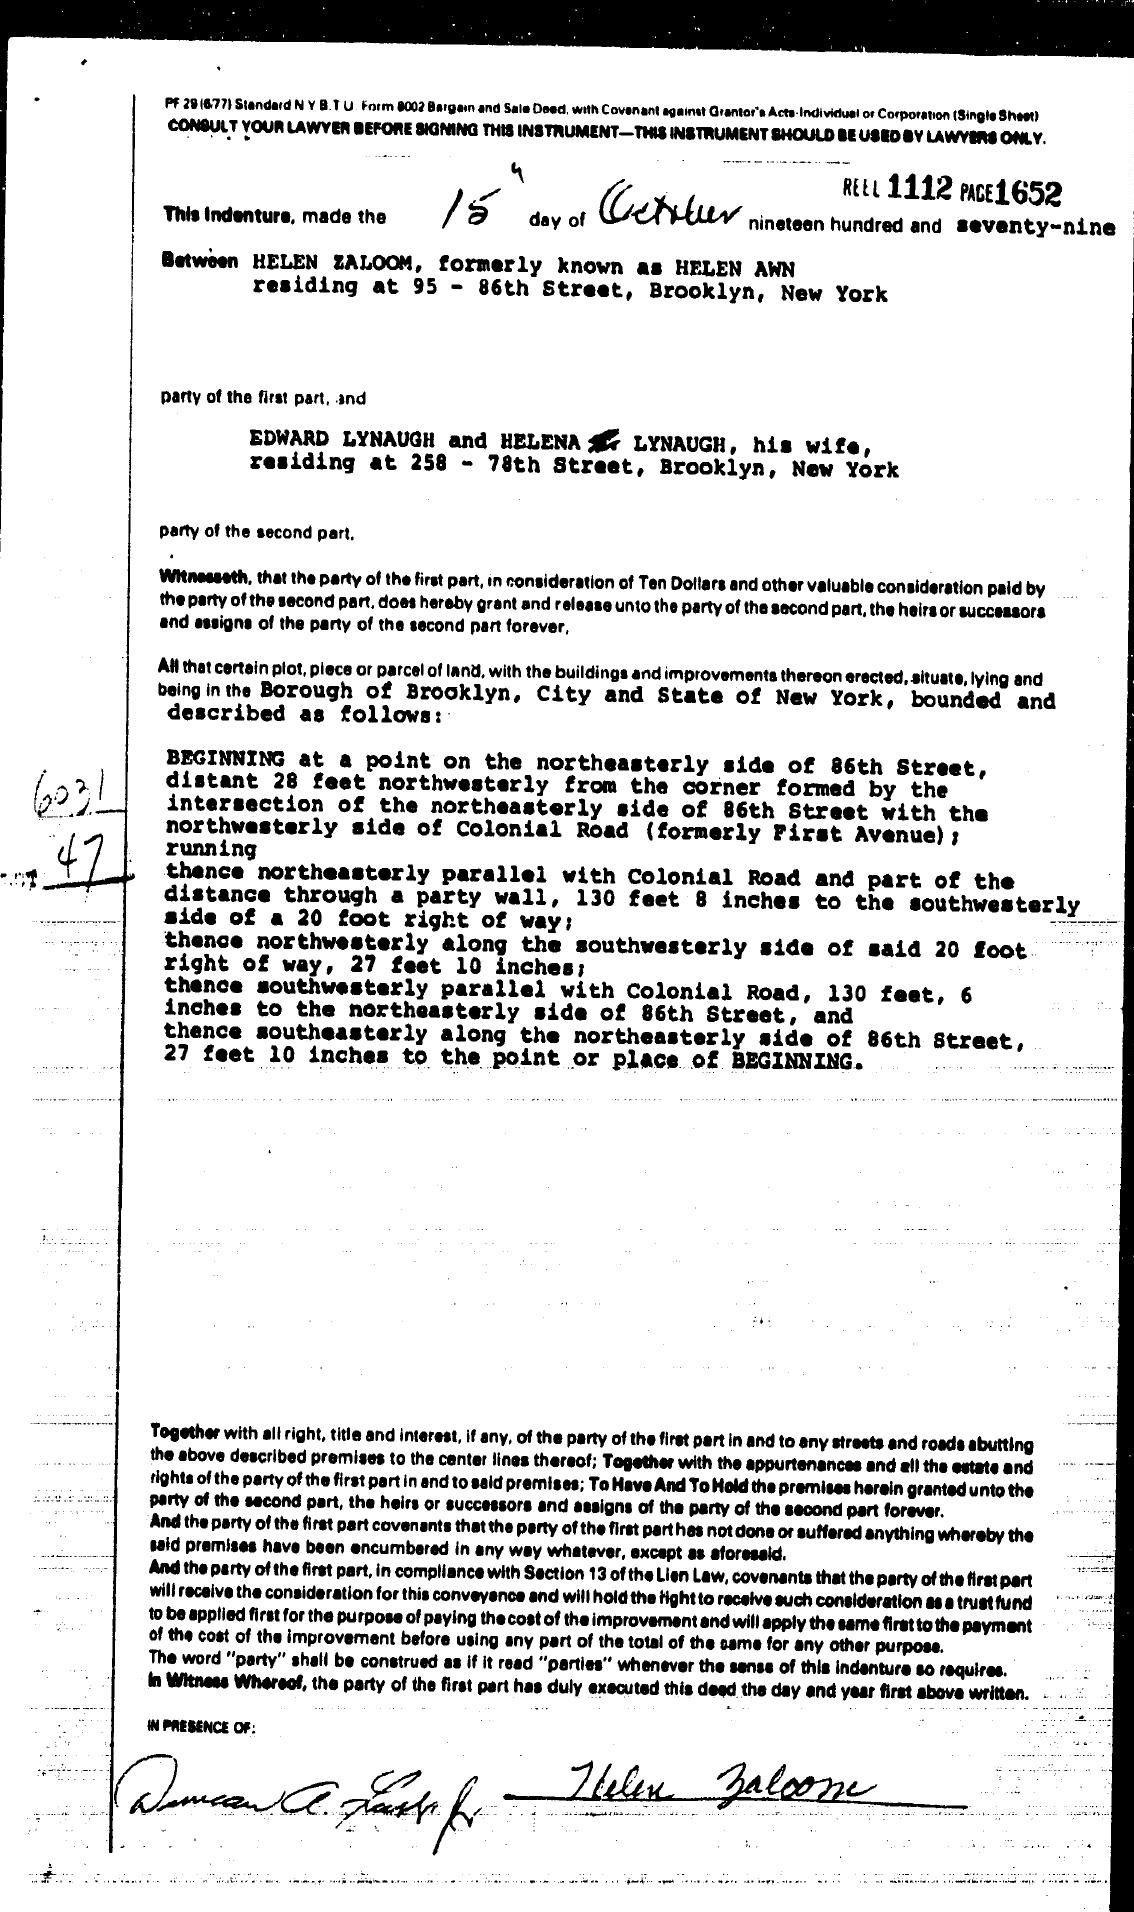 PF 29 (6/77) Standard N Y B.T U Form 8002 Bargain and Sale Deed, with Covenant against Grantor's Acts-Individual or Corporation (Single Sheet)
CONSULT YOUR LAWYER BEFORE SIGNING THIS INSTRUMENT—THIS INSTRUMENT SHOULD BE USED BY LAWYERS ONLY.
REEL 1112 PAGE 1652
This Indenture, made the 15 day of October nineteen hundred and seventy-nine
Between HELEN ZALOOM, formerly known as HELEN AWN
residing at 95 - 86th Street, Brooklyn, New York
party of the first part, and
EDWARD LYNAUGH and HELENA LYNAUGH, his wife,
residing at 258 - 78th Street, Brooklyn, New York
party of the second part,
Witnesseth, that the party of the first part, in consideration of Ten Dollars and other valuable consideration paid by
the party of the second part, does hereby grant and release unto the party of the second part, the heirs or successors
and assigns of the party of the second part forever,
All that certain plot, piece or parcel of land, with the buildings and improvements thereon erected, situate, lying and
being in the Borough of Brooklyn, City and State of New York, bounded and
described as follows:
BEGINNING at a point on the northeasterly side of 86th Street,
distant 28 feet northwesterly from the corner formed by the
6031
intersection of the northeasterly side of 86th Street with the
northwesterly side of Colonial Road (formerly First Avenue);
running
47
thence northeasterly parallel with Colonial Road and part of the
distance through a party wall, 130 feet 8 inches to the southwesterly
side of a 20 foot right of way;
thence northwesterly along the southwesterly side of said 20 foot
right of way, 27 feet 10 inches;
thence southwesterly parallel with Colonial Road, 130 feet, 6
inches to the northeasterly side of 86th Street, and
thence southeasterly along the northeasterly side of 86th Street,
27 feet 10 inches to the point or place of BEGINNING.
Together with all right, title and interest, if any, of the party of the first part in and to any streets and roads abutting
the above described premises to the center lines thereof; Together with the appurtenances and all the estate and
rights of the party of the first part in and to said premises; To Have And To Hold the premises herein granted unto the
party of the second part, the heirs or successors and assigns of the party of the second part forever.
And the party of the first part covenants that the party of the first part has not done or suffered anything whereby the
said premises have been encumbered in any way whatever, except as aforesaid.
And the party of the first part, in compliance with Section 13 of the Lien Law, covenants that the party of the first part
will receive the consideration for this conveyance and will hold the right to receive such consideration as a trust fund
to be applied first for the purpose of paying the cost of the improvement and will apply the same first to the payment
of the cost of the improvement before using any part of the total of the same for any other purpose.
The word "party" shall be construed as if it read "parties" whenever the sense of this indenture so requires.
In Witness Whereof, the party of the first part has duly executed this deed the day and year first above written.
IN PRESENCE OF:
Duncan A. Jr
Helen Zaloom